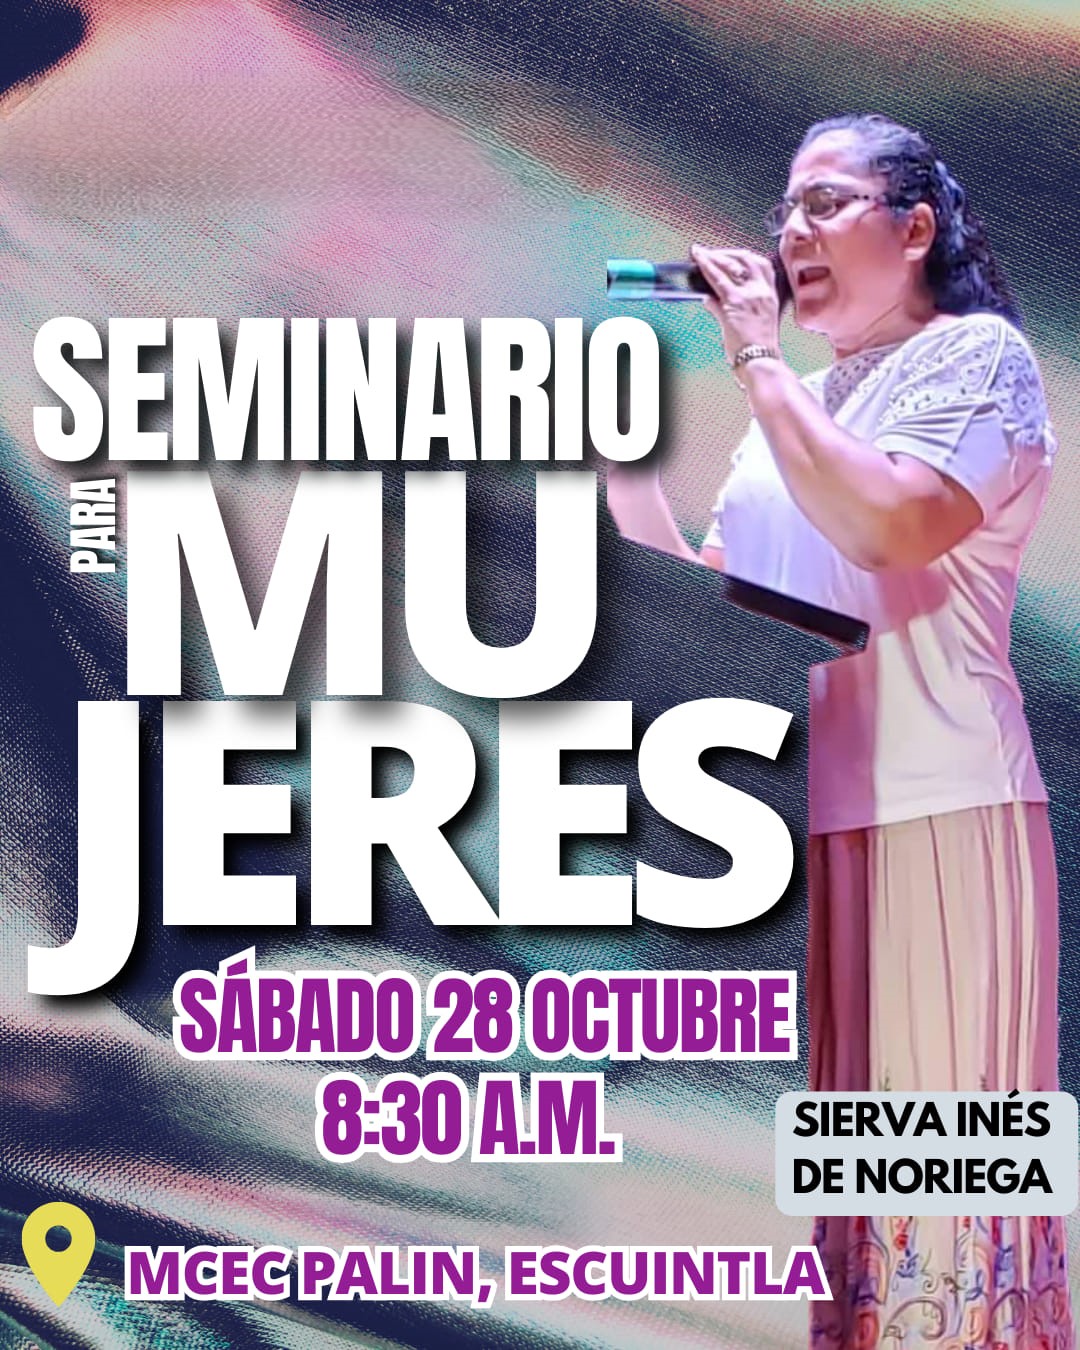 SEMINARIO
PARA
MU
JERES
SÁBADO 28 OCTUBRE
8:30 A.M.
SIERVA INÉS
DE NORIEGA
MCEC PALIN, ESCUINTLA